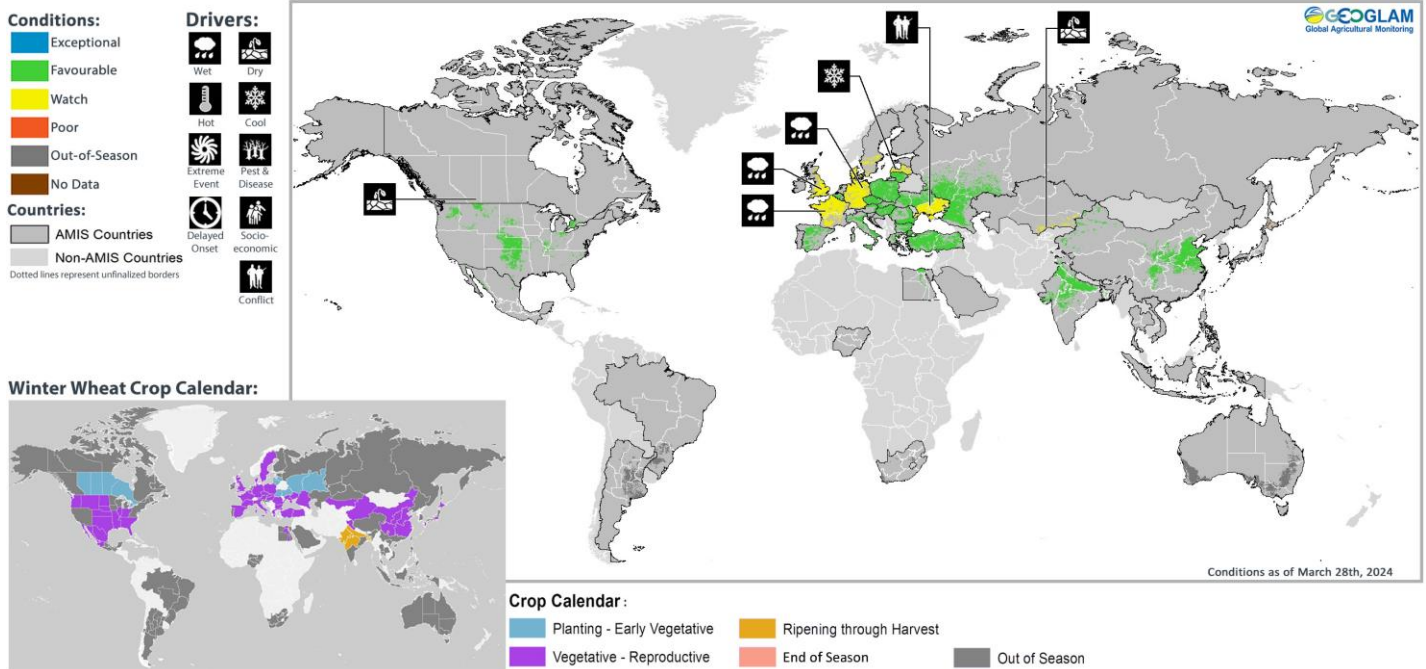 Conditions:
Exceptional
Favourable
Watch
Poor
Out-of-Season
No Data
Countries:
AMIS Countries
Non-AMIS Countries
Dotted lines represent unfinalized borders
Drivers:
Wet
Dry
Hot
Cool
Extreme
Event
Pest &
Disease
Delayed
Onset
Socio-
economic
Conflict
GEOGLAM
Global Agricultural Monitoring
Conditions as of March 28th, 2024
Winter Wheat Crop Calendar:
Crop Calendar :
Planting - Early Vegetative
Ripening through Harvest
Vegetative - Reproductive
End of Season
Out of Season